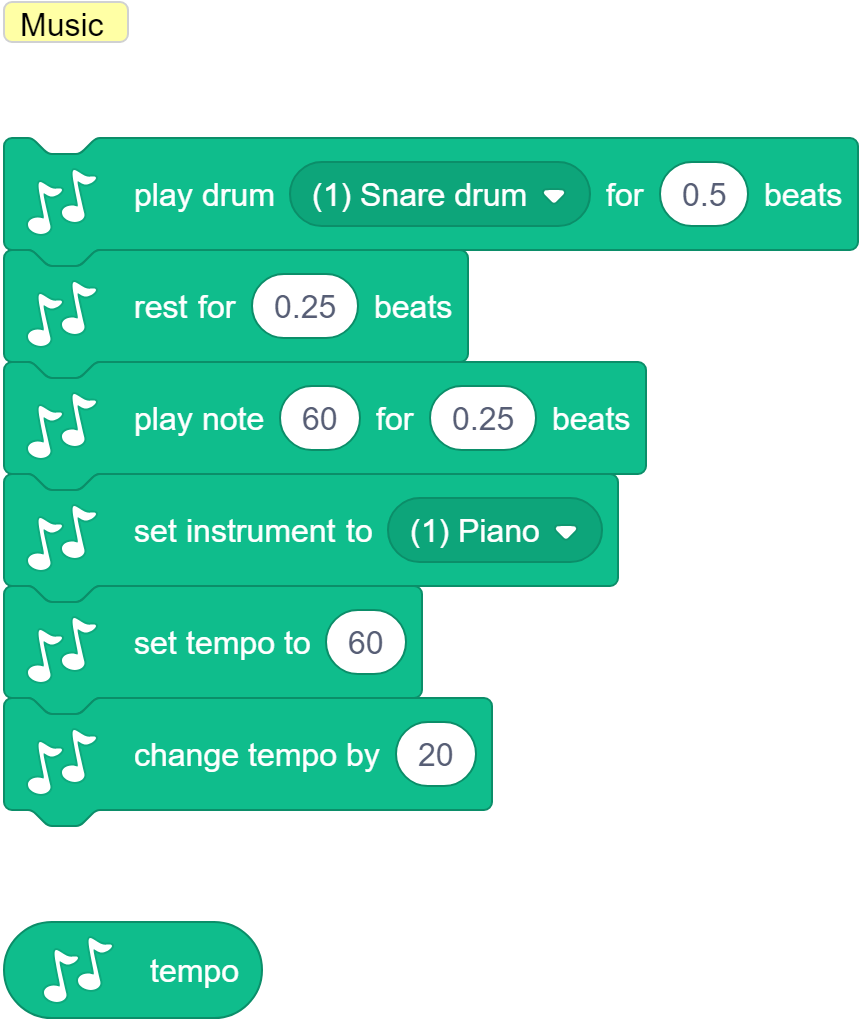 Music
play drum (1) Snare drum for 0.5 beats
rest for 0.25 beats
play note 60 for 0.25 beats
set instrument to (1) Piano
set tempo to 60
change tempo by 20
tempo